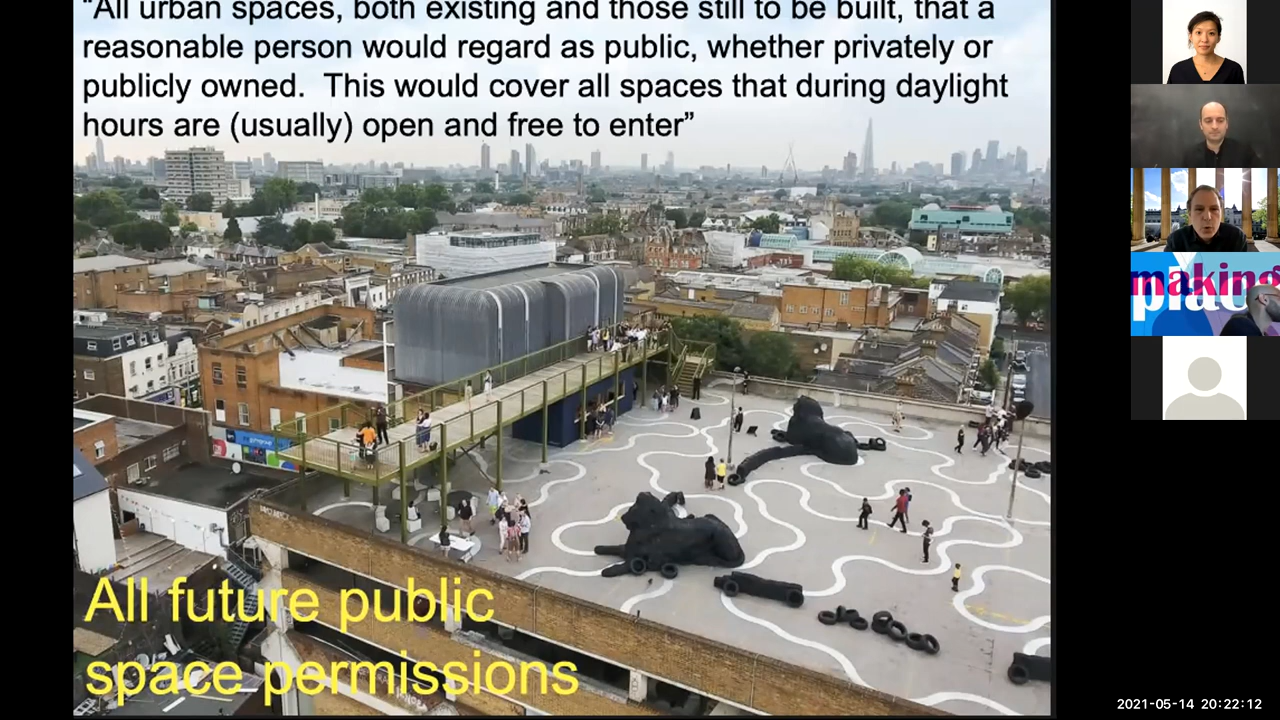 “All urban spaces, both existing and those still to be built, that a
reasonable person would regard as public, whether privately or
publicly owned.  This would cover all spaces that during daylight
hours are (usually) open and free to enter”
All future public
space permissions
making
place
2021-05-14 20:22:12